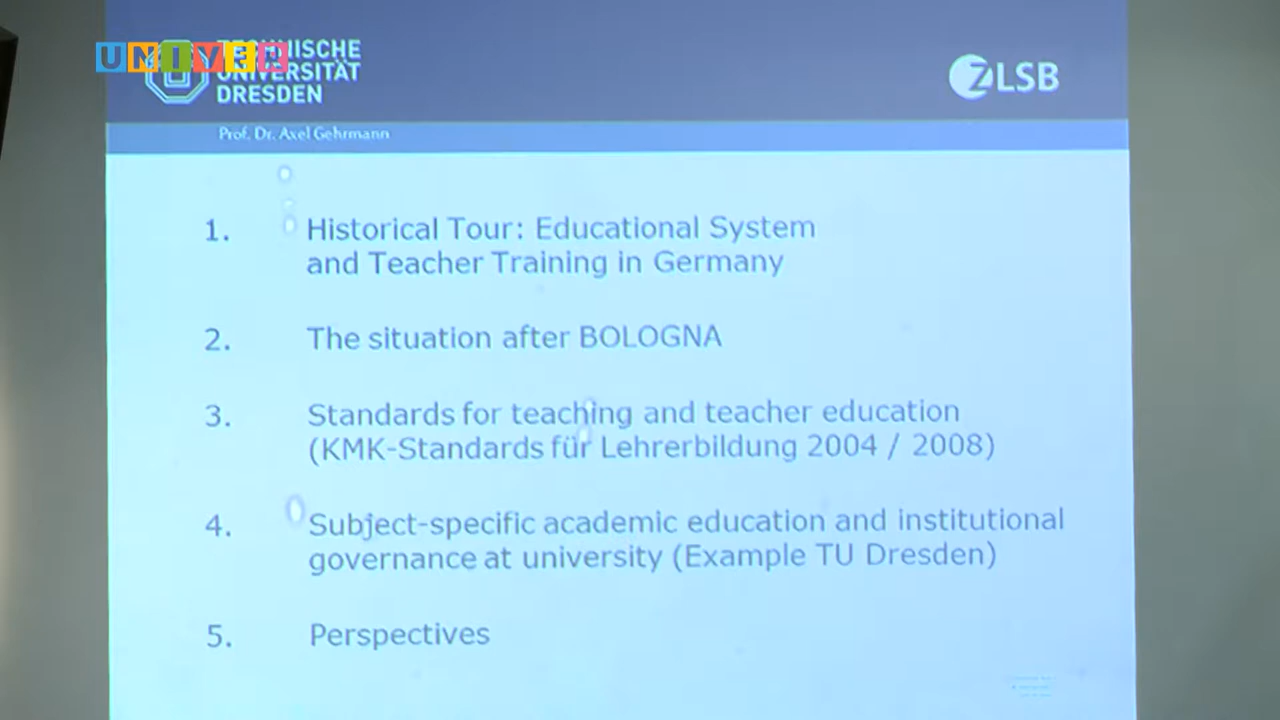 UNIVER
TECHNISCHE
UNIVERSITÄT
DRESDEN
ZLSB
Prof. Dr. Axel Gehrmann
1. Historical Tour: Educational System
and Teacher Training in Germany
2. The situation after BOLOGNA
3. Standards for teaching and teacher education
(KMK-Standards für Lehrerbildung 2004 / 2008)
4. Subject-specific academic education and institutional
governance at university (Example TU Dresden)
5. Perspectives